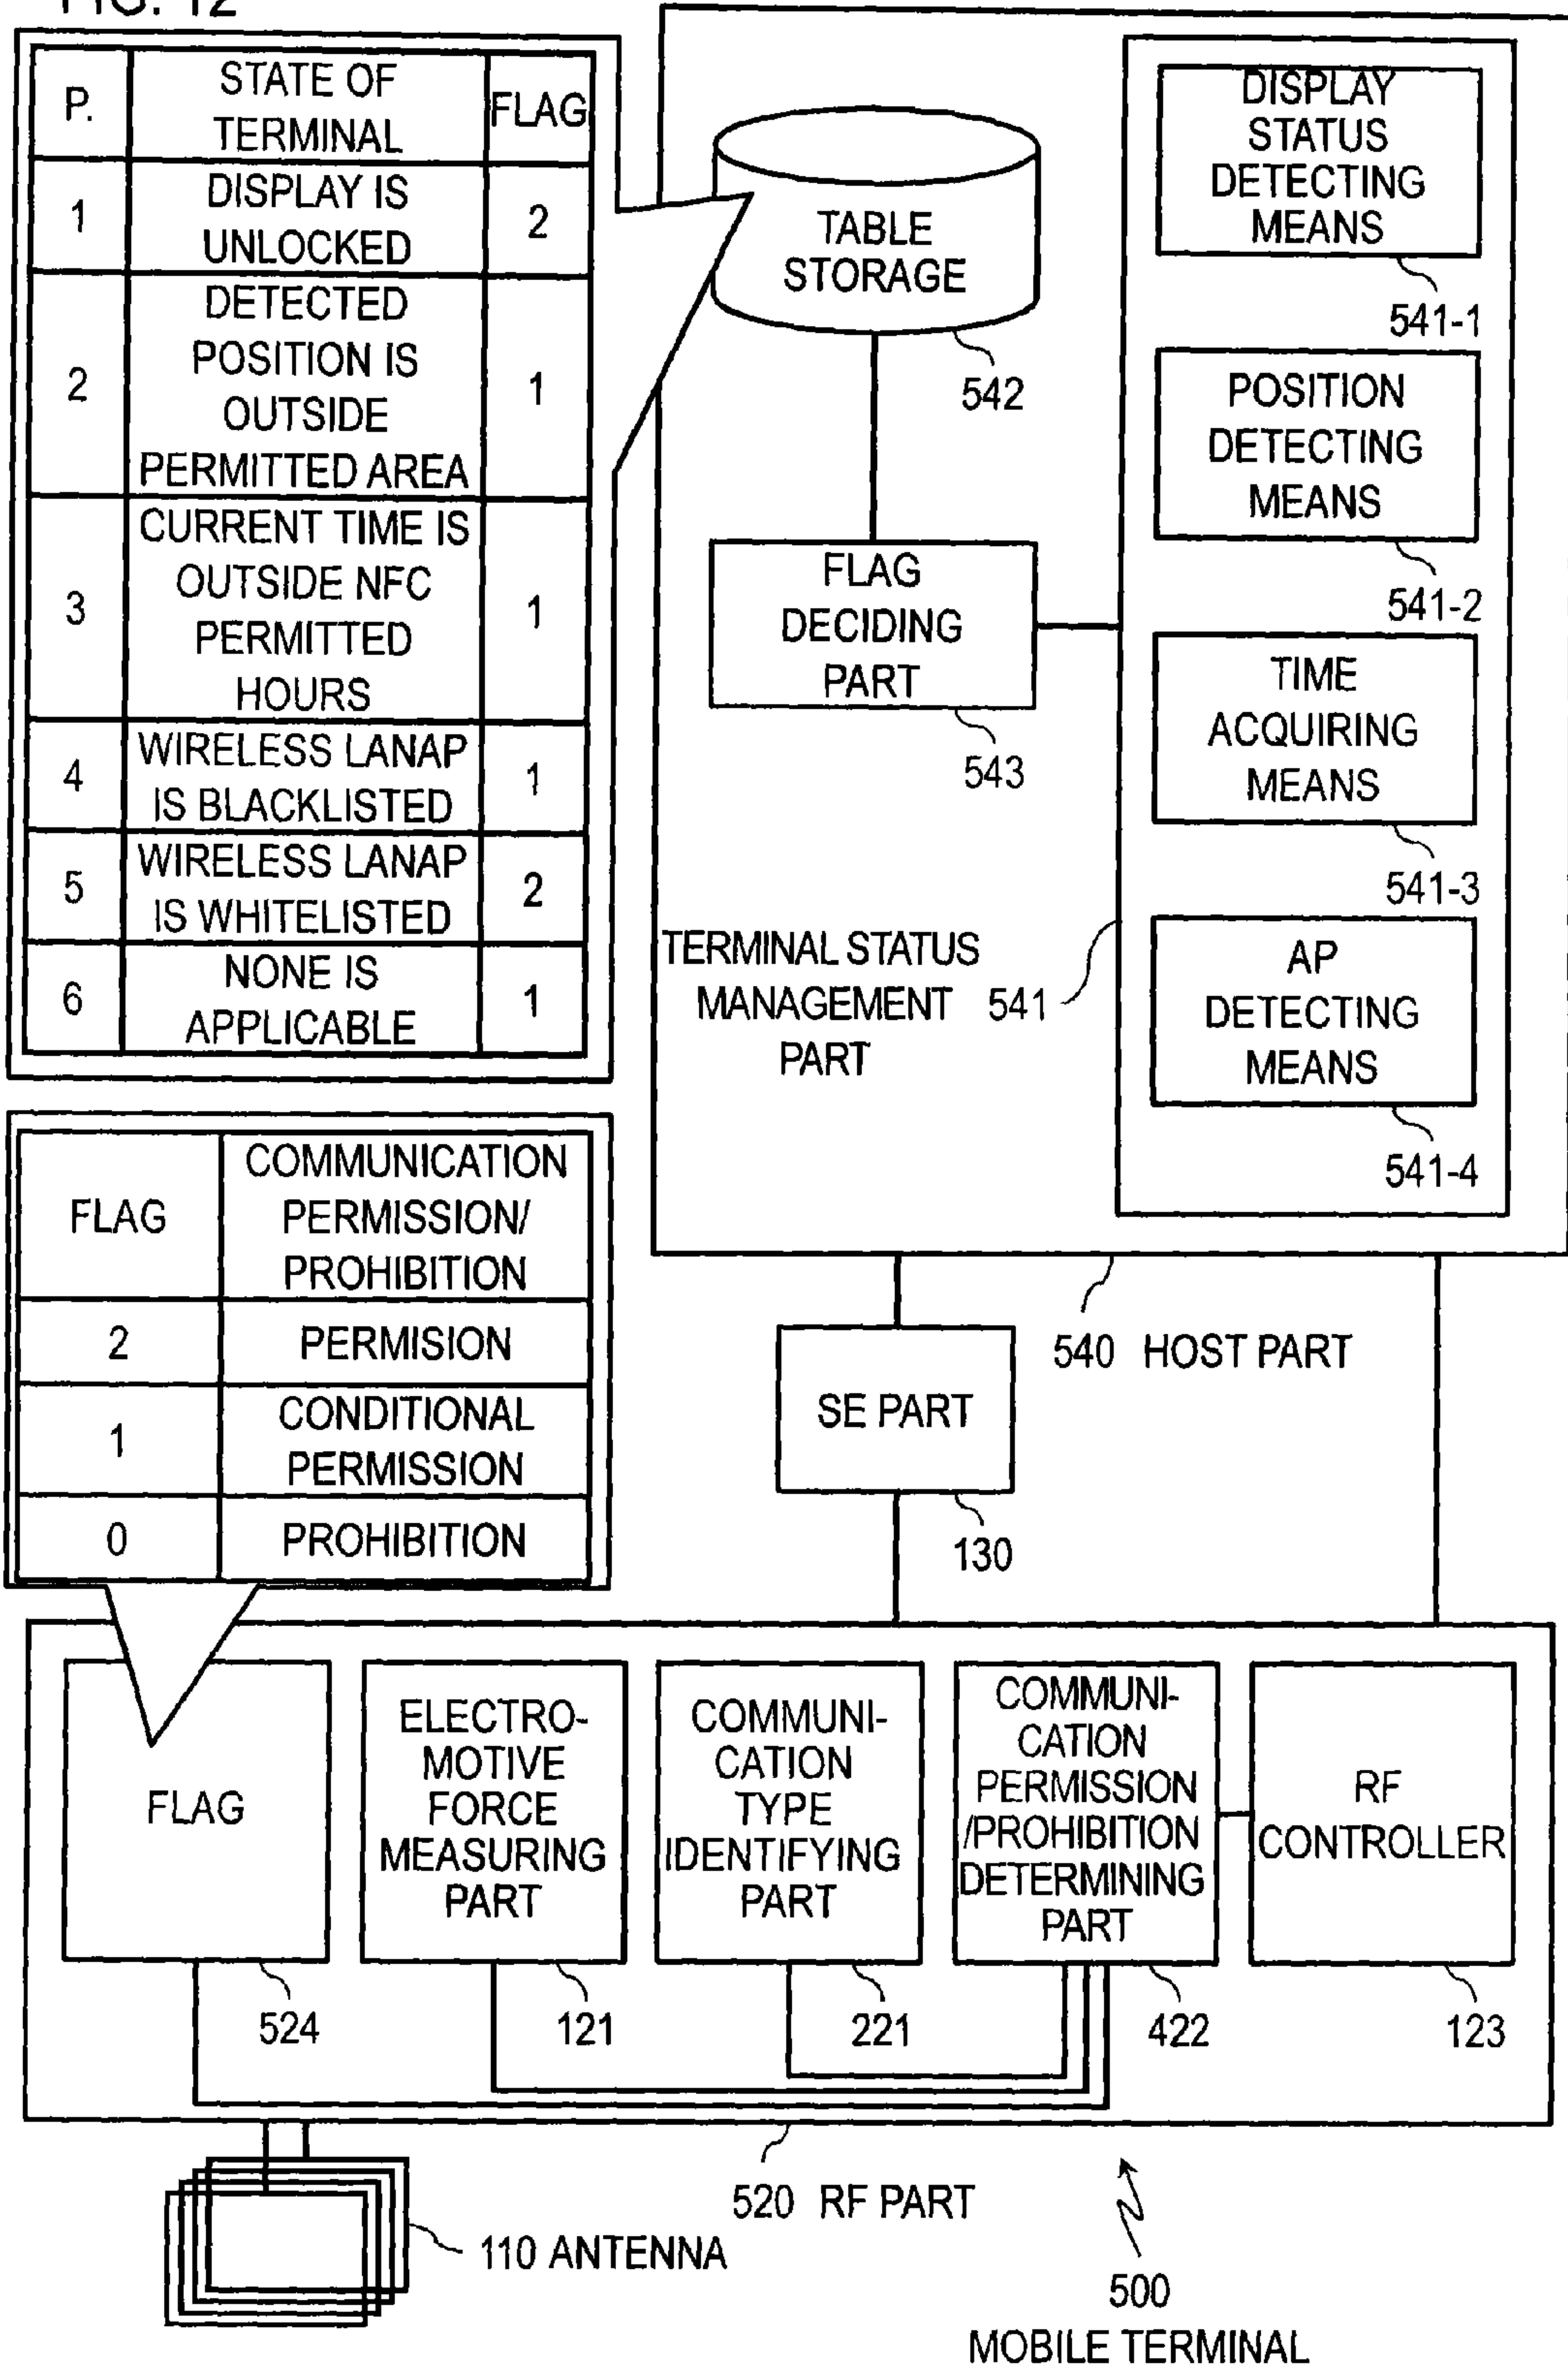 FIG. 12
P.
STATE OF
TERMINAL
FLAG
1
DISPLAY IS
UNLOCKED
2
2
DETECTED
POSITION IS
OUTSIDE
PERMITTED AREA
1
3
CURRENT TIME IS
OUTSIDE NFC
PERMITTED
HOURS
1
4
WIRELESS LANAP
IS BLACKLISTED
1
5
WIRELESS LANAP
IS WHITELISTED
2
6
NONE IS
APPLICABLE
1
TABLE
STORAGE
542
FLAG
DECIDING
PART
543
DISPLAY
STATUS
DETECTING
MEANS
541-1
POSITION
DETECTING
MEANS
541-2
TIME
ACQUIRING
MEANS
541-3
AP
DETECTING
MEANS
541-4
TERMINAL STATUS
MANAGEMENT 541
PART
FLAG
COMMUNICATION
PERMISSION/
PROHIBITION
2
PERMISION
1
CONDITIONAL
PERMISSION
0
PROHIBITION
540 HOST PART
SE PART
130
FLAG
524
ELECTRO-
MOTIVE
FORCE
MEASURING
PART
121
COMMUNI-
CATION
TYPE
IDENTIFYING
PART
221
COMMUNI-
CATION
PERMISSION
/PROHIBITION
DETERMINING
PART
422
RF
CONTROLLER
123
520 RF PART
110 ANTENNA
500
MOBILE TERMINAL